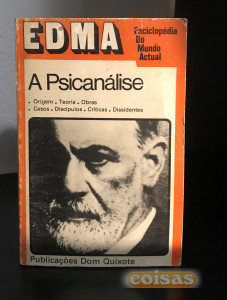 EDMA
Enciclopédia
Do
Mundo
Actual
A Psicanálise
• Origem • Teoria • Obras
• Casos • Discípulos • Críticas • Dissidentes
Publicações Dom Quixote
coisas